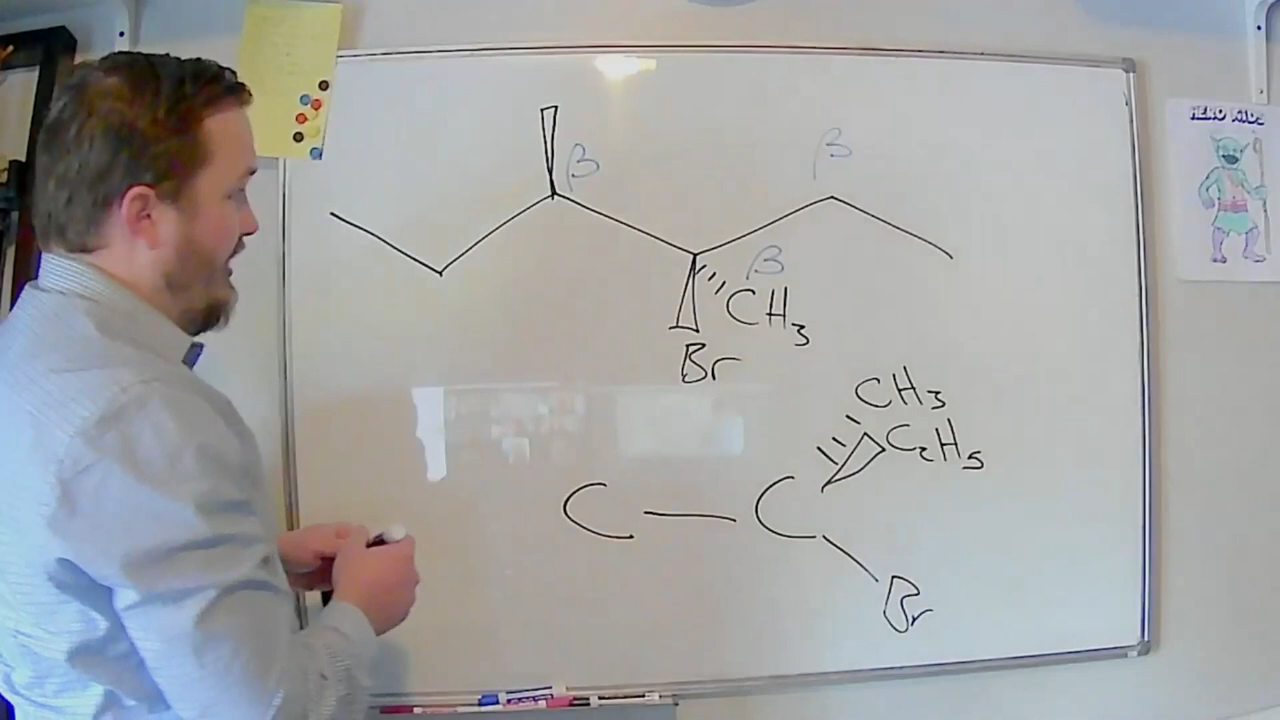 HERO KIDS
β
β
β
CH3
Br
CH3
C2H5
C — C
Br